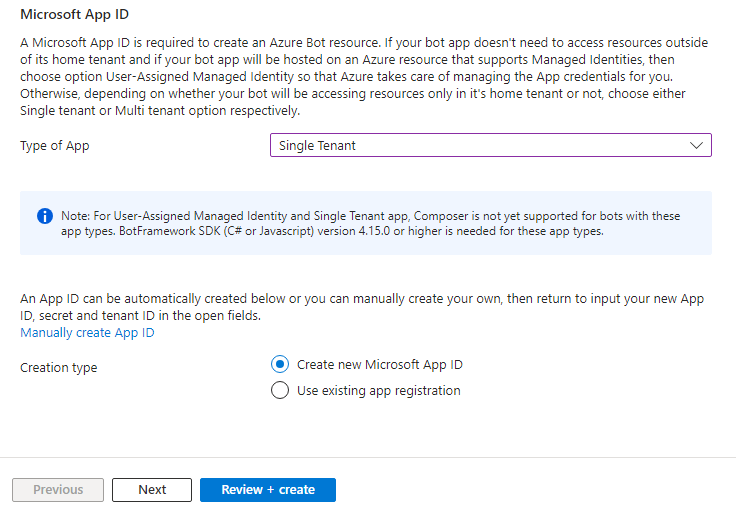 Microsoft App ID
A Microsoft App ID is required to create an Azure Bot resource. If your bot app doesn't need to access resources outside
of its home tenant and if your bot app will be hosted on an Azure resource that supports Managed Identities, then
choose option User-Assigned Managed Identity so that Azure takes care of managing the App credentials for you.
Otherwise, depending on whether your bot will be accessing resources only in it's home tenant or not, choose either
Single tenant or Multi tenant option respectively.
Type of App
Single Tenant
Note: For User-Assigned Managed Identity and Single Tenant app, Composer is not yet supported for bots with these
app types. BotFramework SDK (C# or Javascript) version 4.15.0 or higher is needed for these app types.
An App ID can be automatically created below or you can manually create your own, then return to input your new App
ID, secret and tenant ID in the open fields.
Manually create App ID
Creation type
Create new Microsoft App ID
Use existing app registration
Previous
Next
Review + create